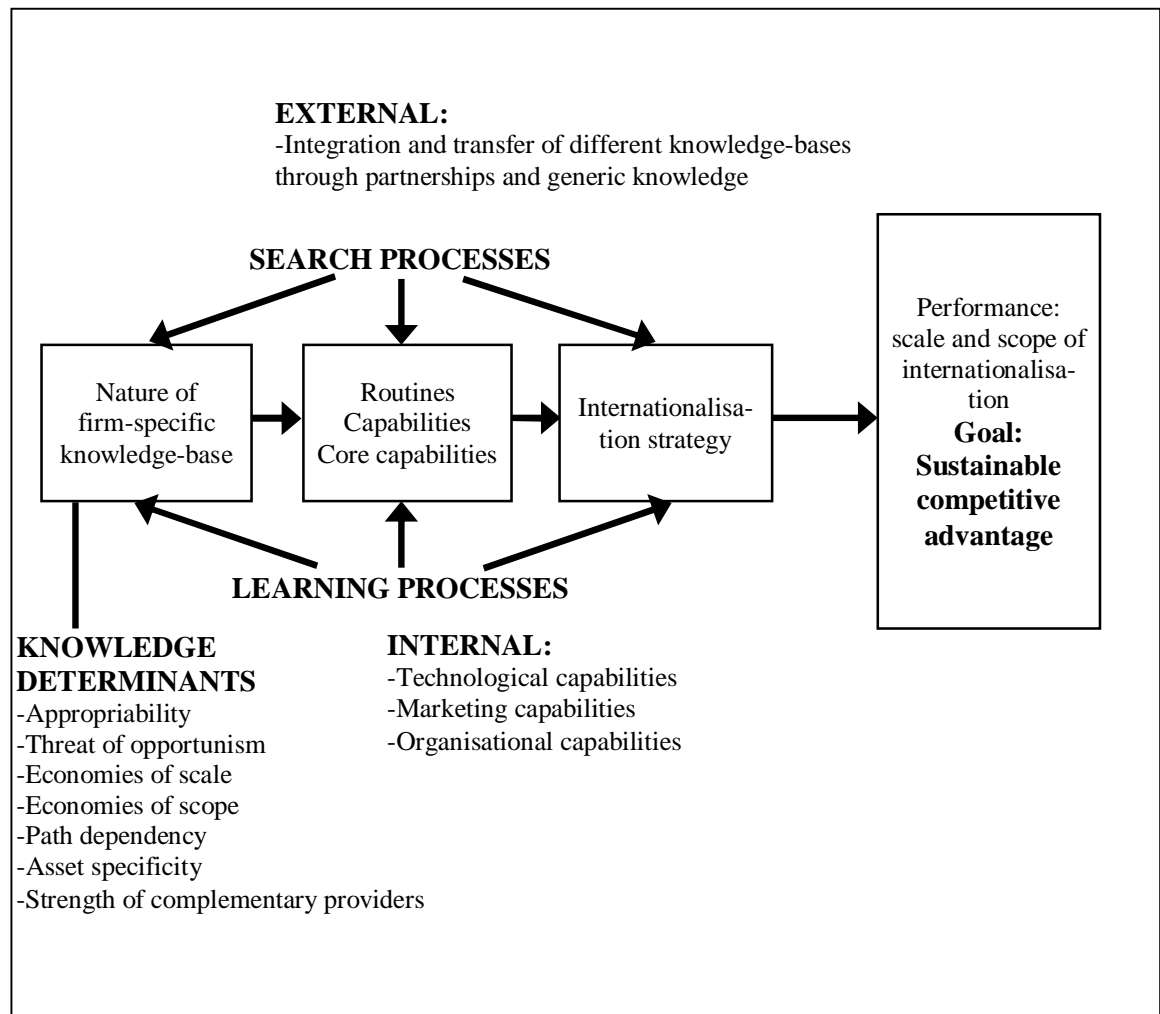 EXTERNAL:
-Integration and transfer of different knowledge-bases
through partnerships and generic knowledge
SEARCH PROCESSES
Nature of
firm-specific
knowledge-base
Routines
Capabilities
Core capabilities
Internationalisa-
tion strategy
Performance:
scale and scope of
internationalisa-
tion
Goal:
Sustainable
competitive
advantage
LEARNING PROCESSES
KNOWLEDGE
DETERMINANTS
-Appropriability
-Threat of opportunism
-Economies of scale
-Economies of scope
-Path dependency
-Asset specificity
-Strength of complementary providers
INTERNAL:
-Technological capabilities
-Marketing capabilities
-Organisational capabilities